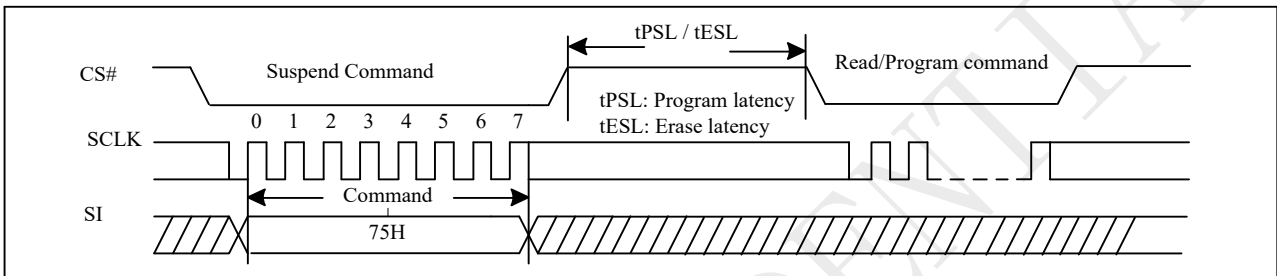 tPSL / tESL
CS# Suspend Command Read/Program command
tPSL: Program latency
tESL: Erase latency
0 1 2 3 4 5 6 7
SCLK
Command
SI
75H